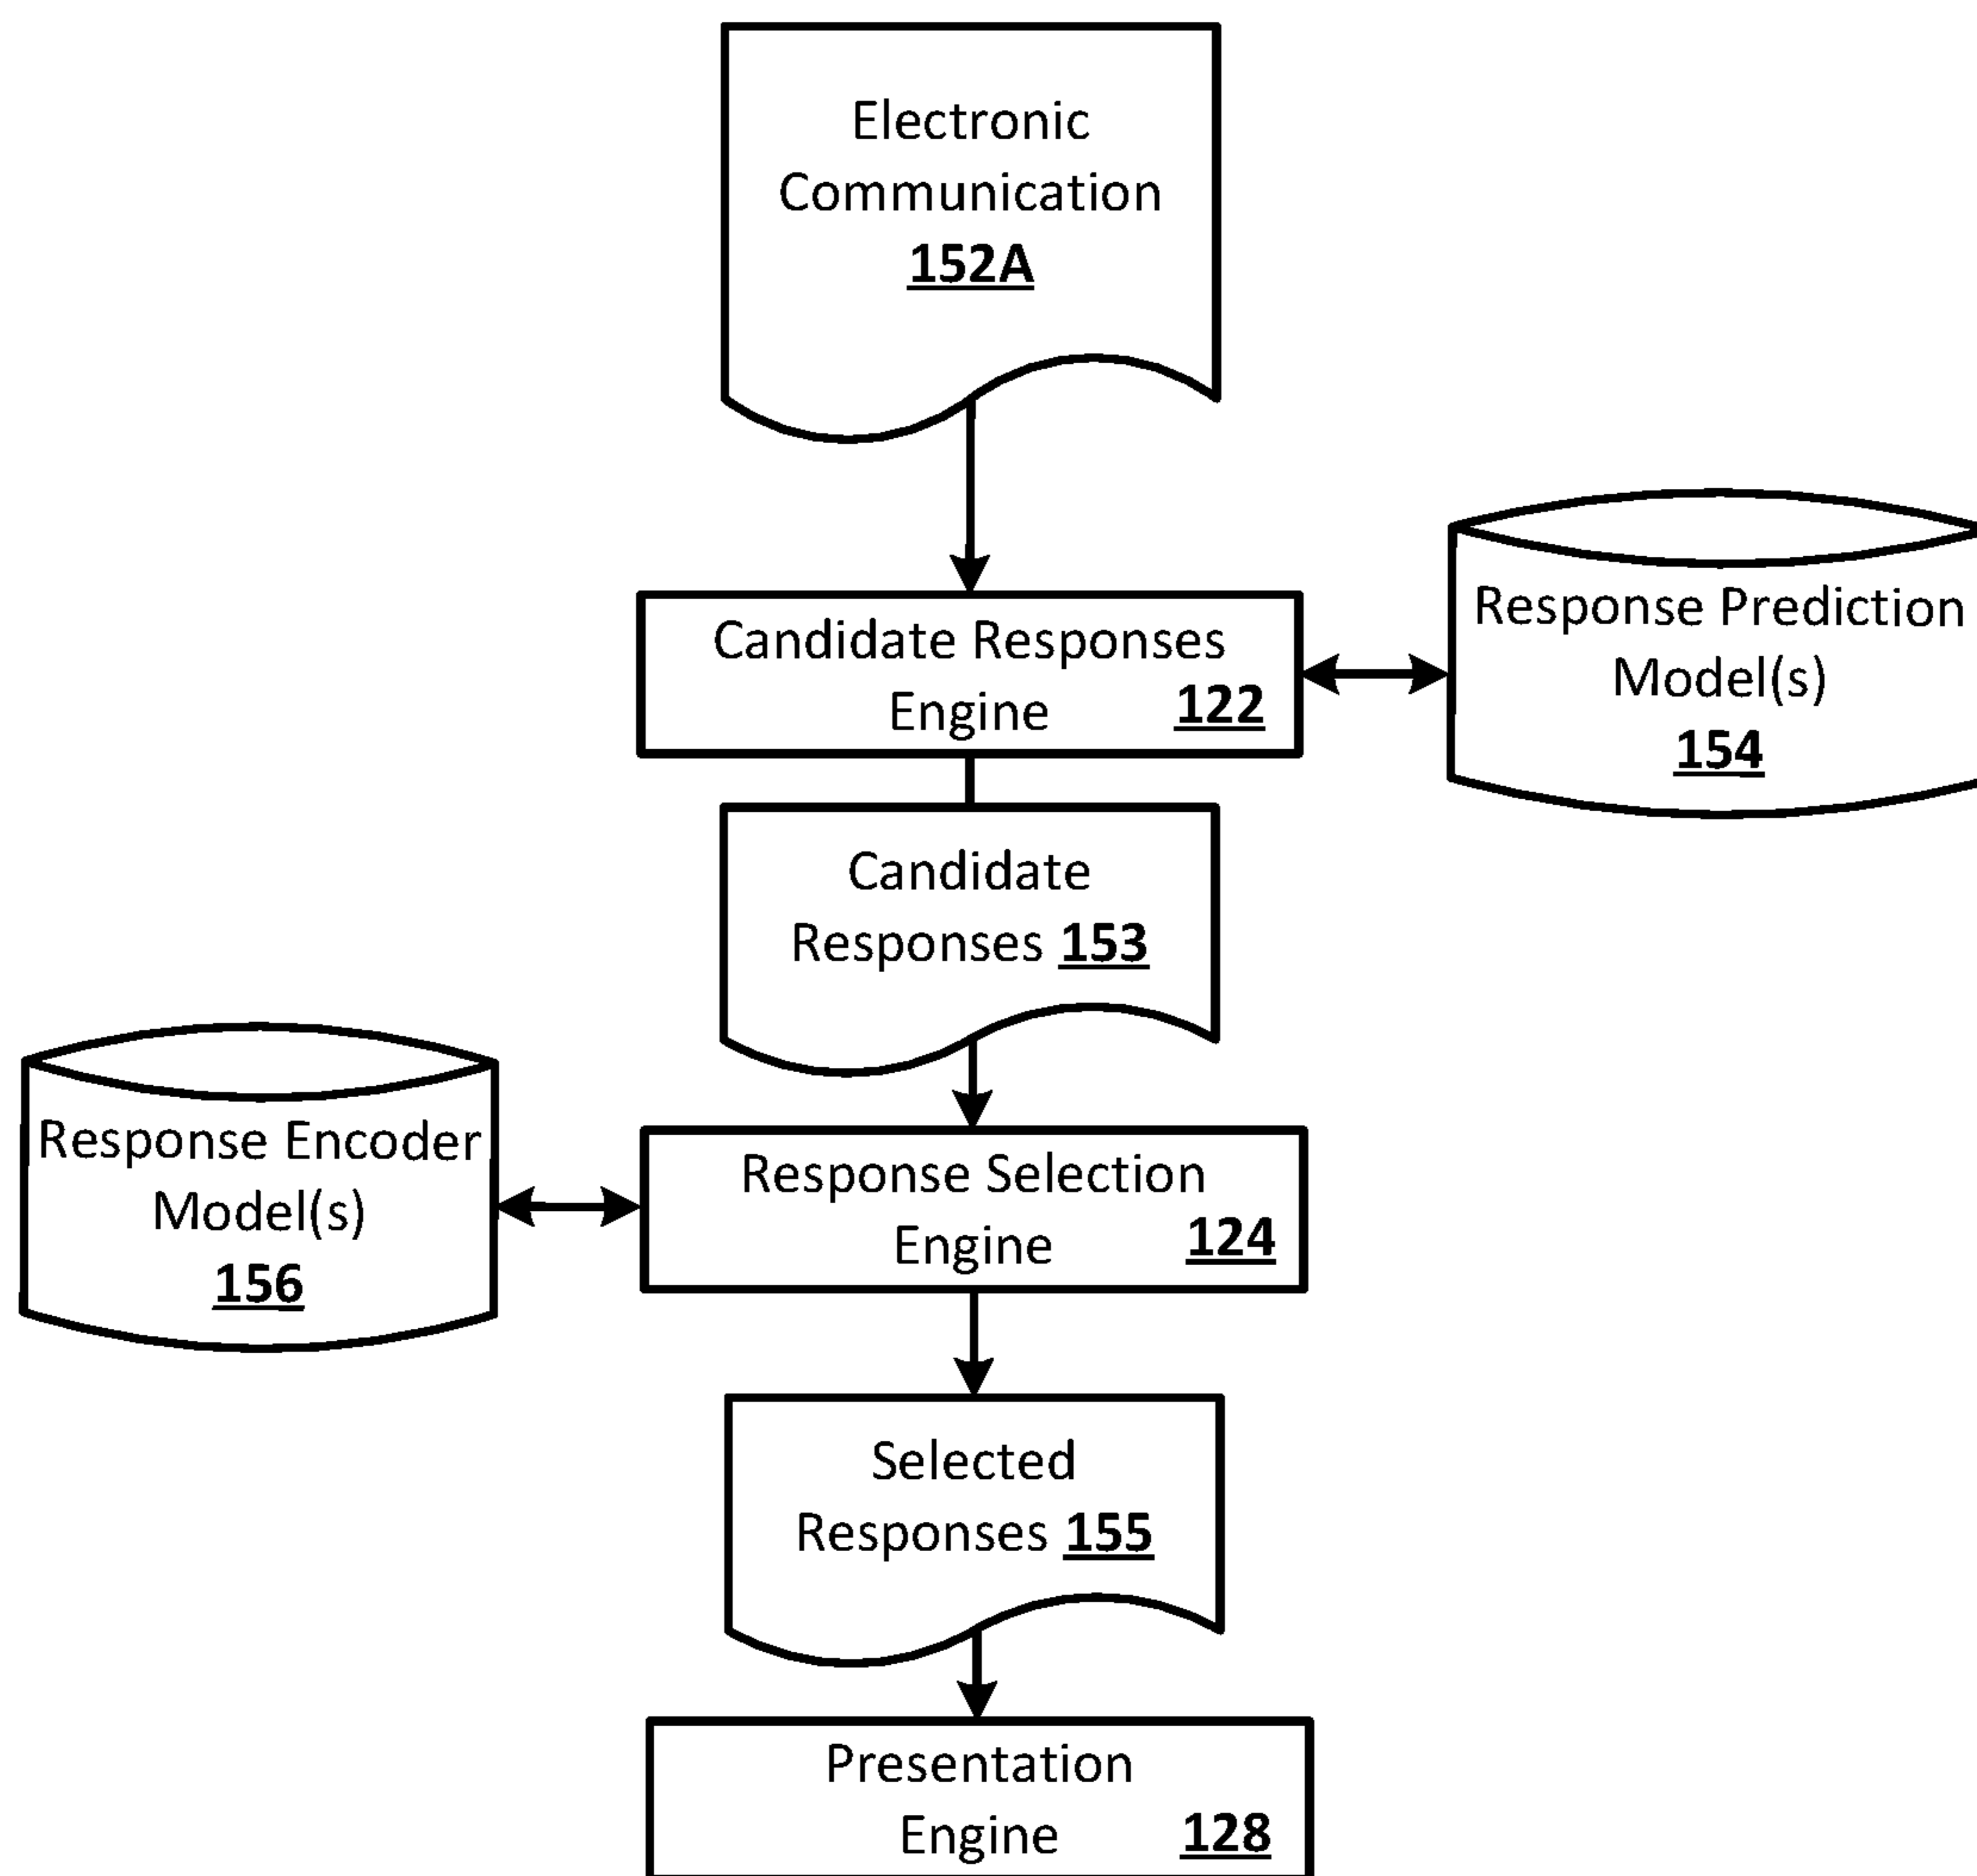 Electronic
Communication
152A
Candidate Responses
Engine 122
Response Prediction
Model(s)
154
Candidate
Responses 153
Response Encoder
Model(s)
156
Response Selection
Engine 124
Selected
Responses 155
Presentation
Engine 128